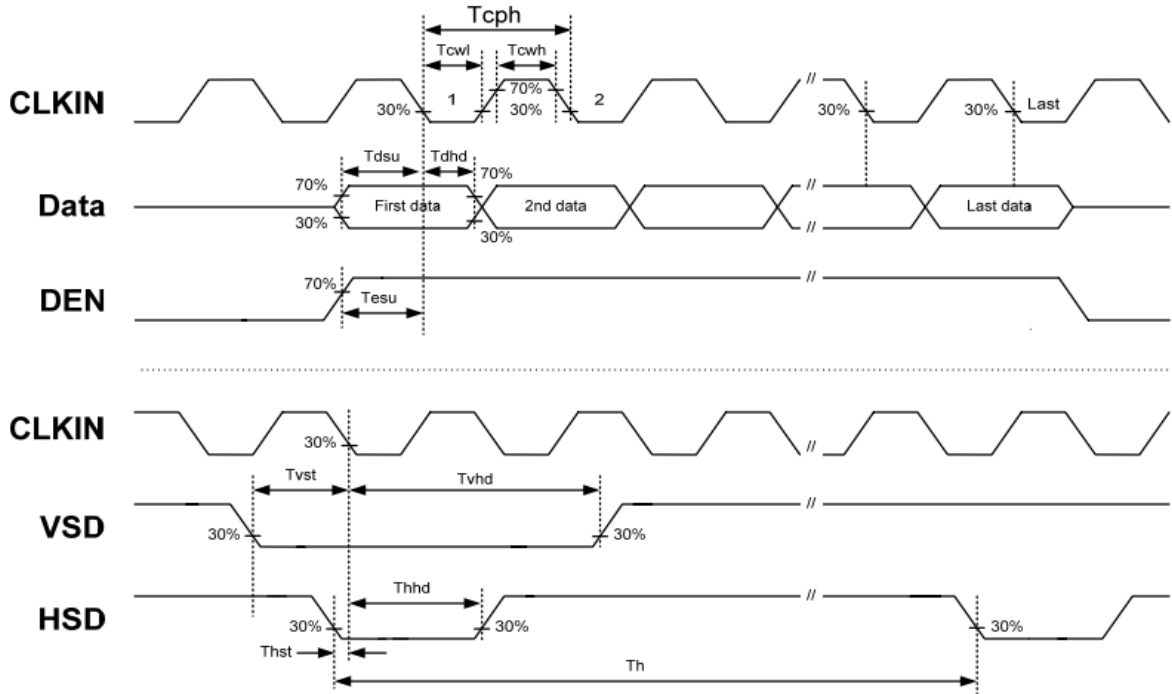 Tcph
Tcwl Tcwh
CLKIN 30% 1 70% 30% 2 // 30% 30% Last
Tdsu Tdhd
70% 70%
Data First data 2nd data // Last data
30% 30%
//
DEN 70% // 
Tesu
CLKIN 30% //
Tvst Tvhd
VSD 30% 30% //
Thhd
HSD 30% 30% // 30%
Thst
Th